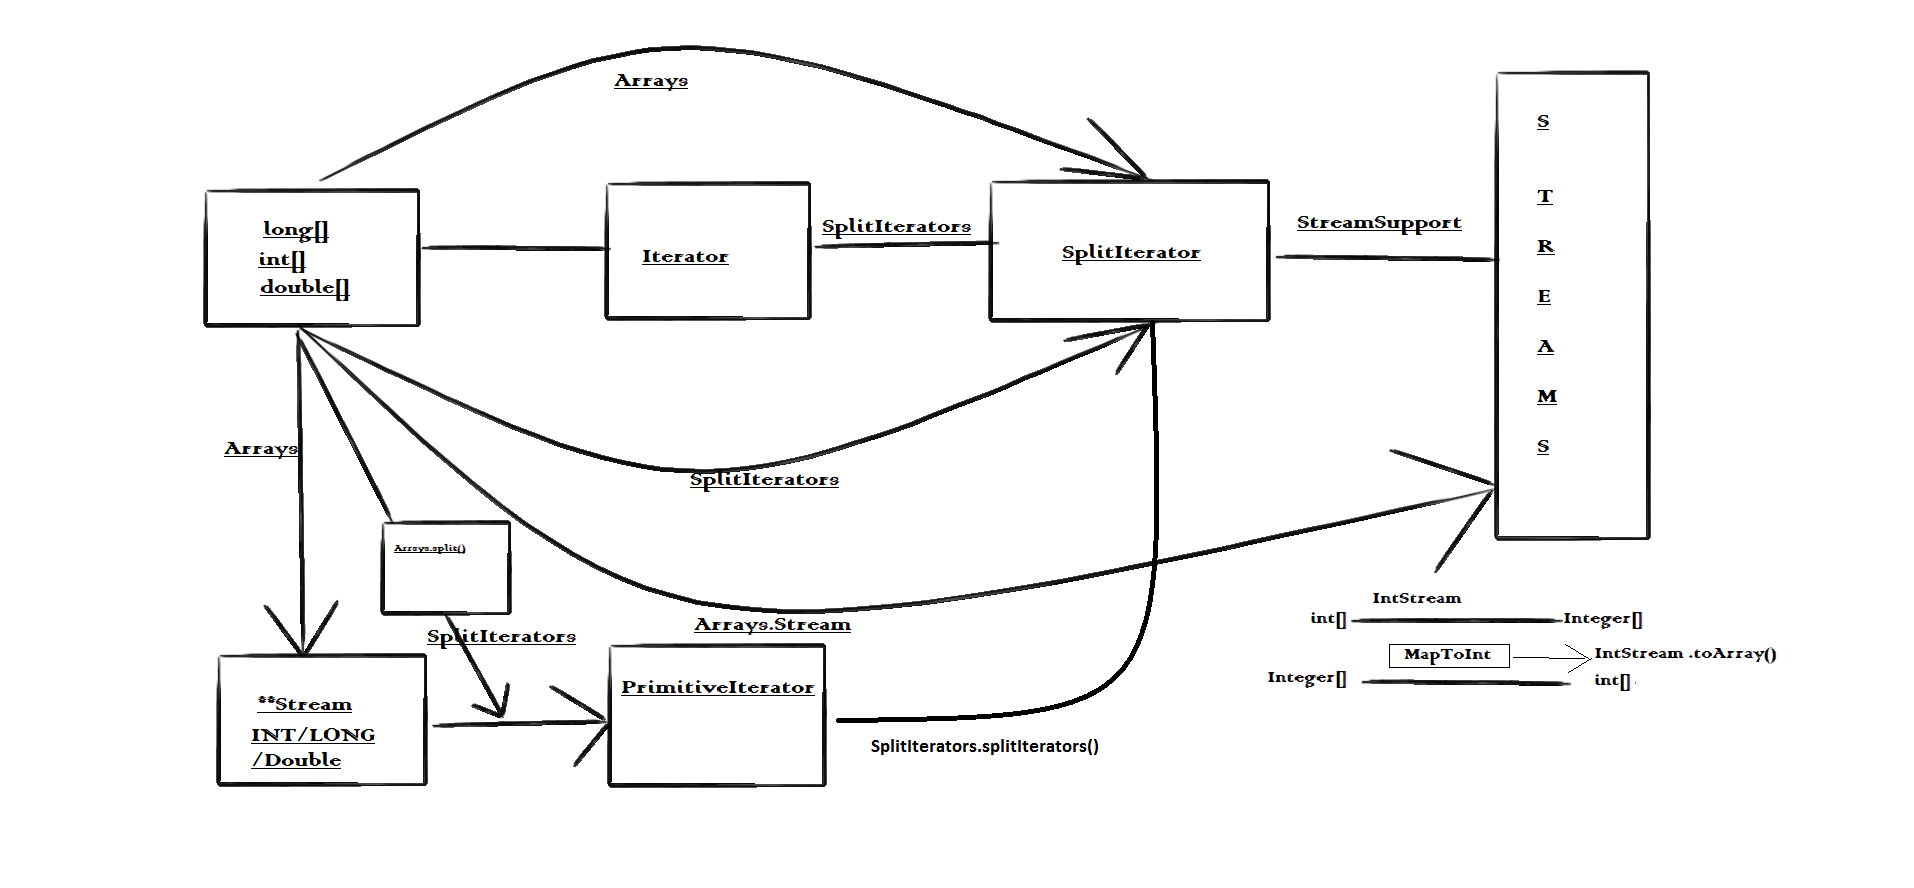 Arrays
S
T
R
E
A
M
S
long[]
int[]
double[]
Iterator
SplitIterators
SplitIterator
StreamSupport
Arrays
SplitIterators
Arrays.split()
SplitIterators
Arrays.Stream
**Stream
INT/LONG
/Double
PrimitiveIterator
SplitIterators.splitIterators()
IntStream
int[] Integer[]
MapToInt IntStream .toArray()
Integer[] int[]